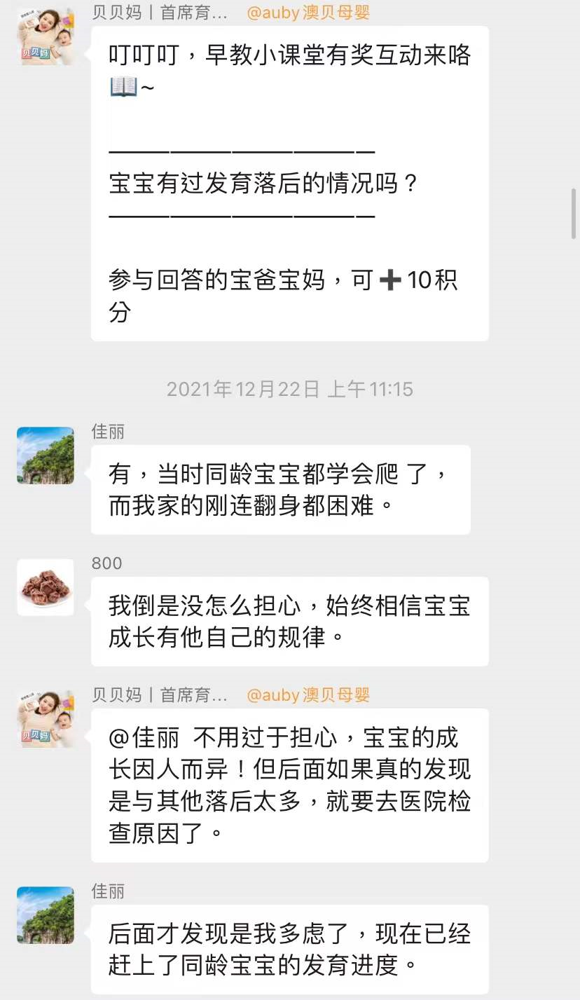 贝贝妈丨首席育... @auby澳贝母婴
叮叮叮，早教小课堂有奖互动来咯
📖~
———————————
宝宝有过发育落后的情况吗？
———————————
参与回答的宝爸宝妈，可➕10积
分
2021年12月22日 上午11:15
佳丽
有，当时同龄宝宝都学会爬 了，
而我家的刚连翻身都困难。
800
我倒是没怎么担心，始终相信宝宝
成长有他自己的规律。
贝贝妈丨首席育... @auby澳贝母婴
@佳丽 不用过于担心，宝宝的成
长因人而异！但后面如果真的发现
是与其他落后太多，就要去医院检
查原因了。
佳丽
后面才发现是我多虑了，现在已经
赶上了同龄宝宝的发育进度。